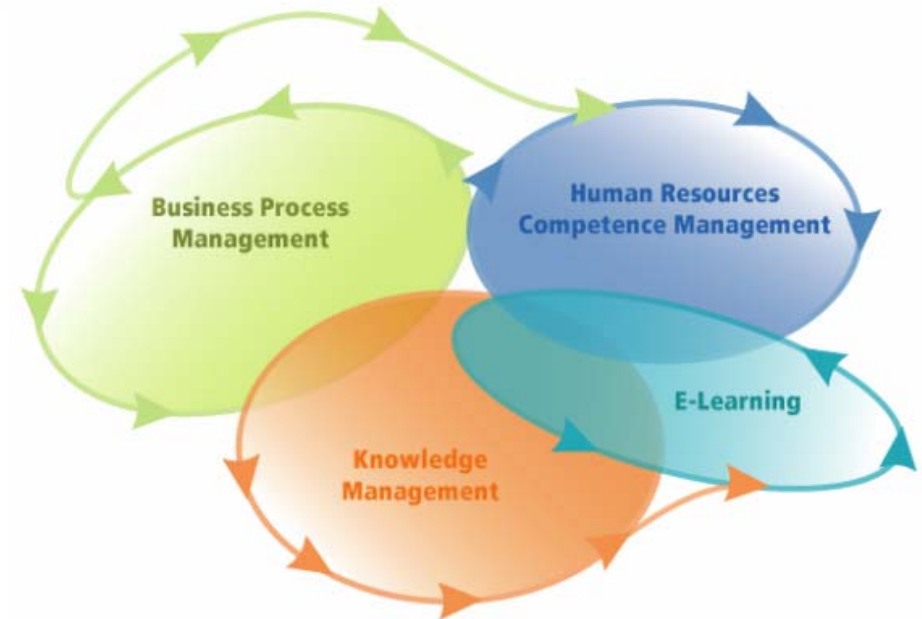 Business Process
Management
Human Resources
Competence Management
E-Learning
Knowledge
Management